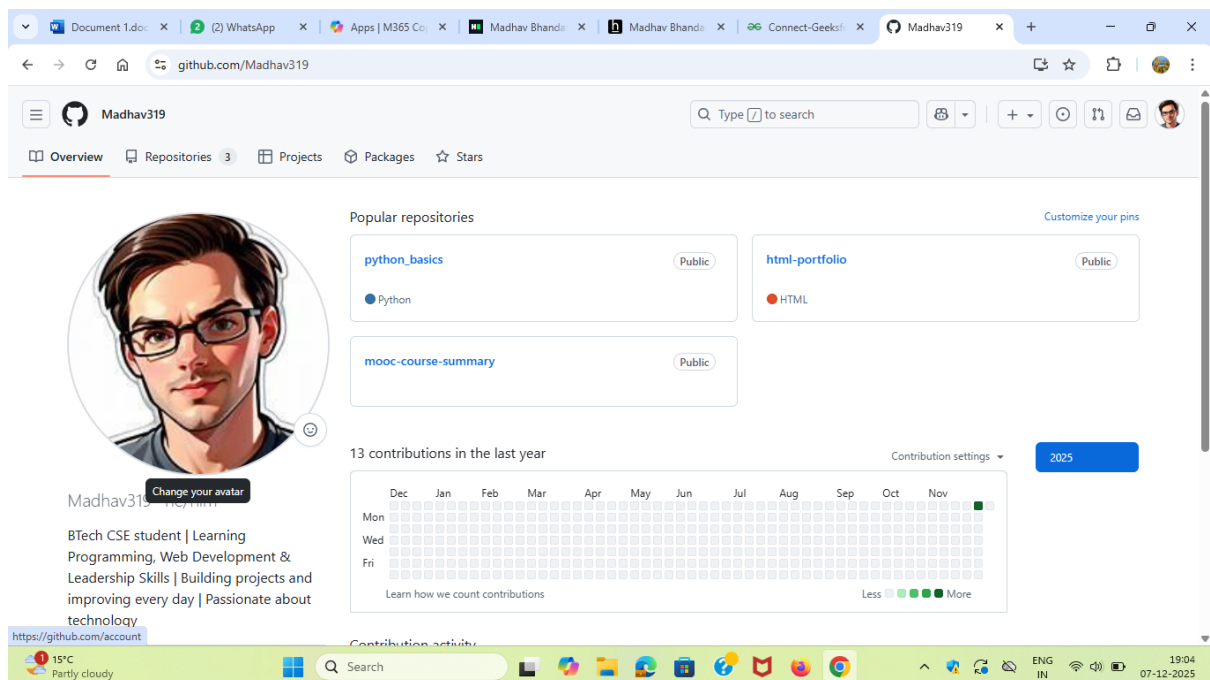 Document 1.doc
(2) WhatsApp
Apps | M365 Co
Madhav Bhanda
Madhav Bhanda
Connect-Geeksf
Madhav319
github.com/Madhav319
Madhav319
Type / to search
Overview
Repositories 3
Projects
Packages
Stars
Popular repositories
Customize your pins
python_basics
Public
Python
html-portfolio
Public
HTML
mooc-course-summary
Public
13 contributions in the last year
Contribution settings
2025
Dec Jan Feb Mar Apr May Jun Jul Aug Sep Oct Nov
Mon
Wed
Fri
Learn how we count contributions
Less More
Change your avatar
Madhav319
BTech CSE student | Learning
Programming, Web Development &
Leadership Skills | Building projects and
improving every day | Passionate about
technology
https://github.com/account
Contribution activity
1
15°C
Partly cloudy
Search
ENG
IN
19:04
07-12-2025